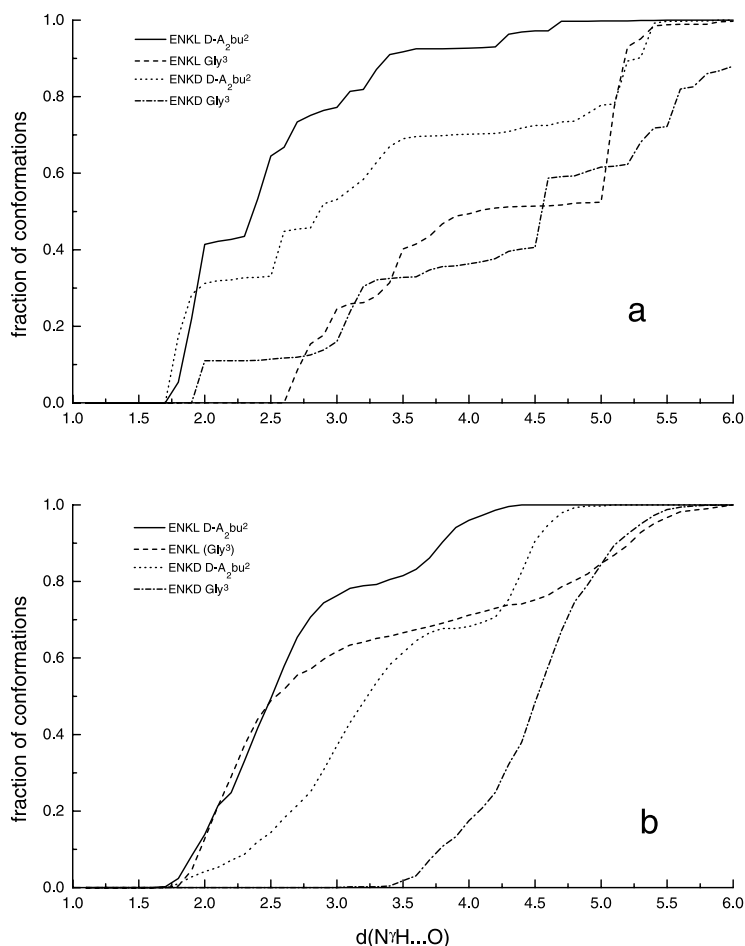 a
ENKL D-A₂bu²
ENKL Gly³
ENKD D-A₂bu²
ENKD Gly³
fraction of conformations
1.0
0.8
0.6
0.4
0.2
0.0
1.0 1.5 2.0 2.5 3.0 3.5 4.0 4.5 5.0 5.5 6.0
b
ENKL D-A₂bu²
ENKL (Gly³)
ENKD D-A₂bu²
ENKD Gly³
fraction of conformations
1.0
0.8
0.6
0.4
0.2
0.0
1.0 1.5 2.0 2.5 3.0 3.5 4.0 4.5 5.0 5.5 6.0
d(NᵞH...O)